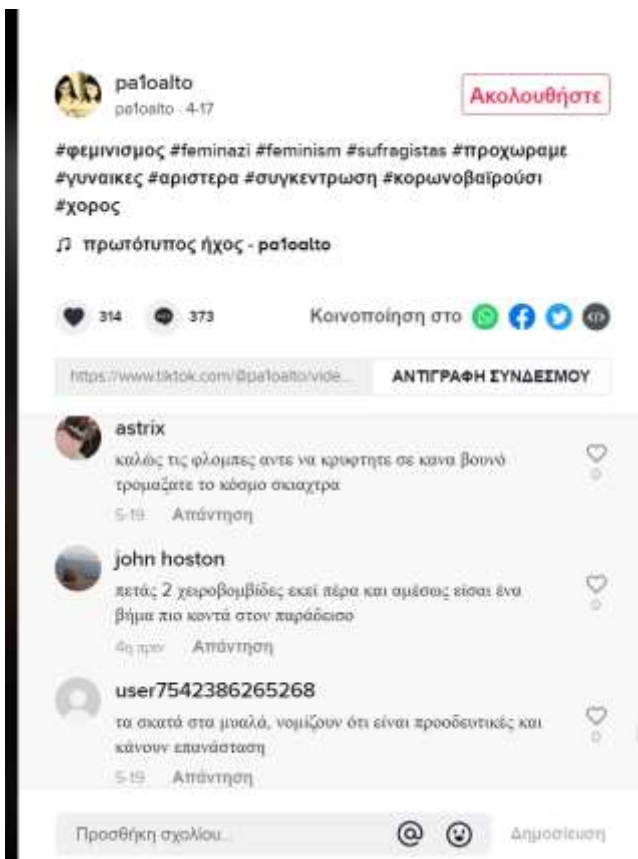 pa1oalto
pa1oalto · 4-17
Ακολουθήστε
#φεμινισμος #feminazi #feminism #sufragistas #προχωραμε
#γυναικες #αριστερα #συγκεντρωση #κορωνοβαϊρούσι
#χορος
πρωτότυπος ήχος - pa1oalto
314
373
Κοινοποίηση στο
https://www.tiktok.com/@pa1oalto/vide...
ΑΝΤΙΓΡΑΦΗ ΣΥΝΔΕΣΜΟΥ
astrix
καλώς τις φλομπες αντε να κρυφτητε σε κανα βουνό
τρομαξατε το κόσμο σκιαχτρα
0
5-19 Απάντηση
john hoston
πετάς 2 χειροβομβίδες εκεί πέρα και αμέσως είσαι ένα
βήμα πιο κοντά στον παράδεισο
0
4η πριν Απάντηση
user7542386265268
τα σκατά στα μυαλά, νομίζουν ότι είναι προοδευτικές και
κάνουν επανάσταση
0
5-19 Απάντηση
Προσθήκη σχολίου...
@
Δημοσίευση